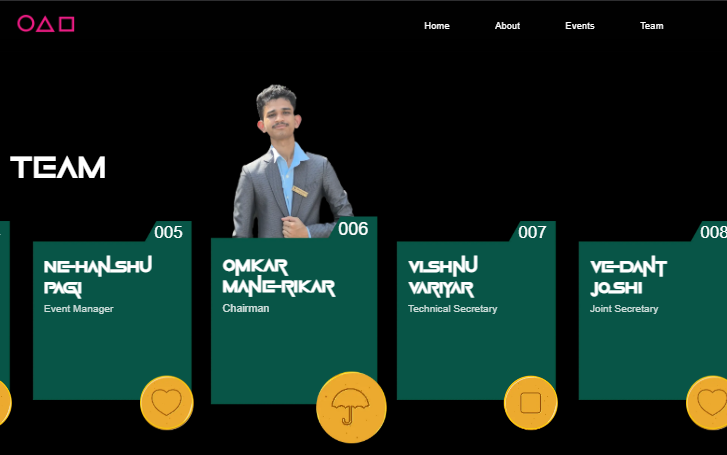 Home About Events Team
TEAM
005
NEHANSHU
PAGI
Event Manager
006
OMKAR
MANERIKAR
Chairman
007
VISHNU
VARIYAR
Technical Secretary
008
VEDANT
JOSHI
Joint Secretary